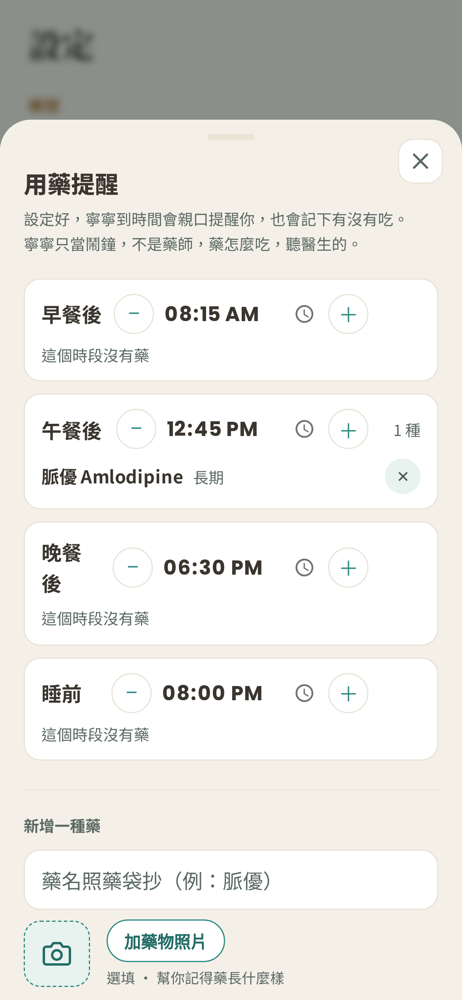 設定
用藥提醒
設定好，寧寧到時間會親口提醒你，也會記下有沒有吃。
寧寧只當鬧鐘，不是藥師，藥怎麼吃，聽醫生的。
早餐後 − 08:15 AM +
這個時段沒有藥
午餐後 − 12:45 PM + 1 種
脈優 Amlodipine 長期 ×
晚餐
後 − 06:30 PM +
這個時段沒有藥
睡前 − 08:00 PM +
這個時段沒有藥
新增一種藥
藥名照藥袋抄（例：脈優）
加藥物照片
選填 · 幫你記得藥長什麼樣